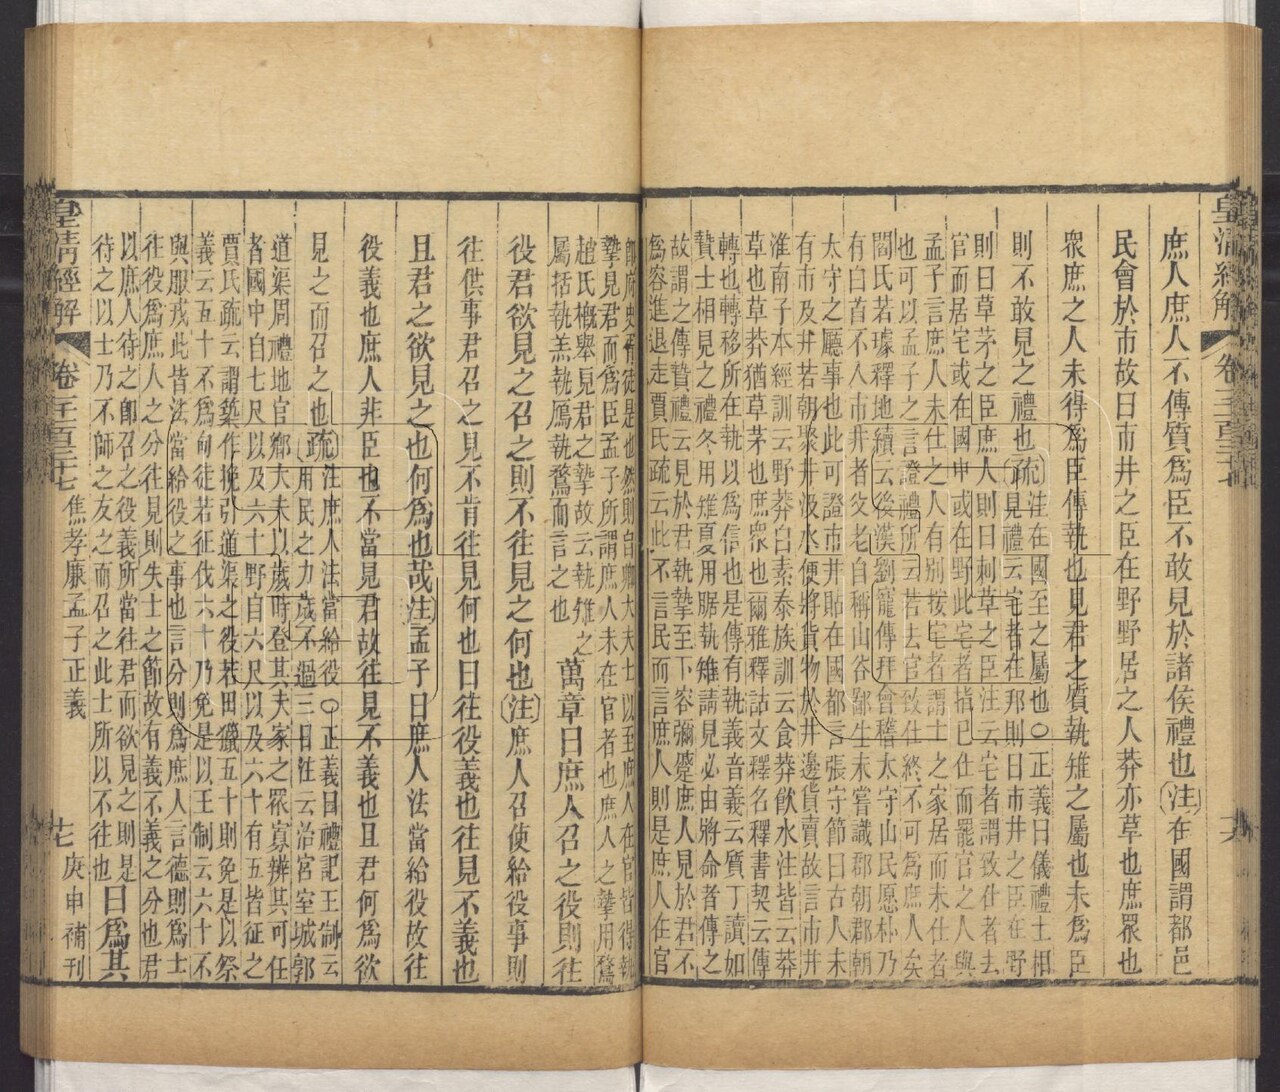 皇清經解
庶人庶人不傳質爲臣不敢見於諸侯禮也注在國謂都邑
民會於市故曰市井之臣在野野居之人莽亦草也庶眾也
眾庶之人未得爲臣傳執也見君之質執雉之屬也未爲臣
則不敢見之禮也疏注在國至之屬也○正義曰儀禮士相
見禮云宅者在邦則曰市井之臣在野
則曰草茅之臣庶人則曰刺草之臣注云宅者謂致仕者去
官而居宅或在國中或在野此宅者指已仕而罷官之人與
孟子言庶人未仕之人有別按宅者謂士之家居而未仕者
也可以孟子之言證禮所云若去官致仕終不可爲庶人矣
閻氏若璩釋地續云後漢劉寵傳拜會稽太守山民愿朴乃
有白首不入市井者父老自稱山谷鄙生未嘗識郡朝郡朝
太守之廳事也此可證市井貼在國都言張守節曰古人未
有市及井若朝聚井汲水便將貨物於井邊貨賣故言市井
淮南子本經訓云野莽白素泰族訓云食莽飲水注皆云莽
草也草莽猶草茅也庶眾也爾雅釋詁文釋名釋書契云傳
轉也轉移所在執以爲信也是傳有執義音義云質丁讀如
贄士相見之禮冬用雉夏用腒執雉請見必由將命者傳之
故謂之傳贄禮云見於君執摯至下容彌蹙庶人見於君不
爲容進退走賈氏疏云此不言民而言庶人則是庶人在官
即府史胥徒是也然則自卿大夫士以至庶人在官皆得執
摯見君而爲臣孟子所謂庶人未在官者也庶人之摯用鶩
趙氏概舉見君之摯故云執雉之
屬括執羔執鴈執鶩而言之也萬章曰庶人召之役則往
役君欲見之召之則不往見之何也注庶人召使給役事則
往供事君召之見不肯往見何也曰往役義也往見不義也
且君之欲見之也何爲也哉注孟子曰庶人法當給役故往
役義也庶人非臣也不當見君故往見不義也且君何爲欲
見之而召之也疏注庶人法當給役○正義曰禮記王制云
用民之力歲不過三日注云治宮室城郭
道渠周禮地官鄉大夫以歲時登其夫家之眾寡辨其可任
者國中自七尺以及六十野自六尺以及六十有五皆征之
賈氏疏云謂築作挽引道渠之役若田獵五十則免是以祭
義云五十不爲甸徒若征伐六十乃免是以王制云六十不
與服戎此皆法當給役之事也言分則爲庶人言德則爲士
往役爲庶人之分往見則失士之節故有義不義之分也君
以庶人待之卽召之役義所當往君而欲見之則是
待之以士乃不師之友之而召之此士所以不往也曰爲其
皇清經解 卷 焦孝廉孟子正義 七 庚申補刊